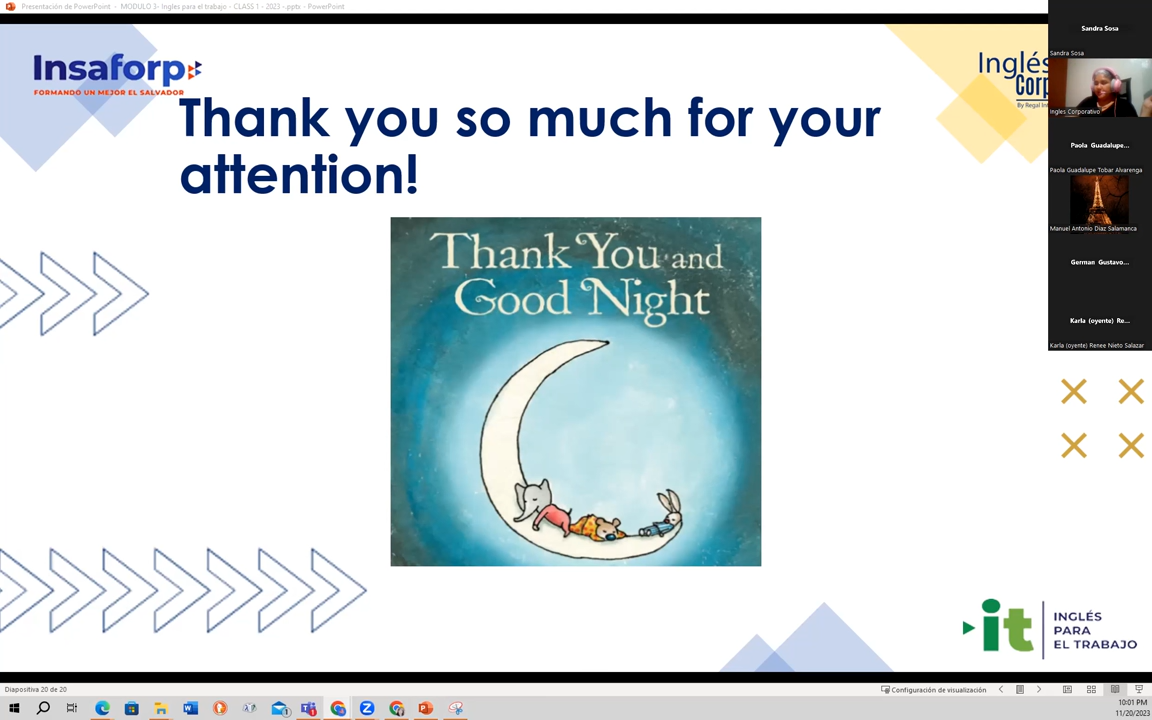 Presentación de PowerPoint - MODULO 3- Ingles para el trabajo - CLASS 1 - 2023 -.pptx - PowerPoint
Insaforp
FORMANDO UN MEJOR EL SALVADOR
Inglés
Corp
By Regal Int
Thank you so much for your
attention!
Thank You and
Good Night
Sandra Sosa
Sandra Sosa
Ingles Corporativo
Paola Guadalupe...
Paola Guadalupe Tobar Alvarenga
Manuel Antonio Diaz Salamanca
German Gustavo...
Karla (oyente) Re...
Karla (oyente) Renee Nieto Salazar
it
INGLÉS
PARA
EL TRABAJO
Diapositiva 20 de 20
Configuración de visualización
10:01 PM
11/20/2023